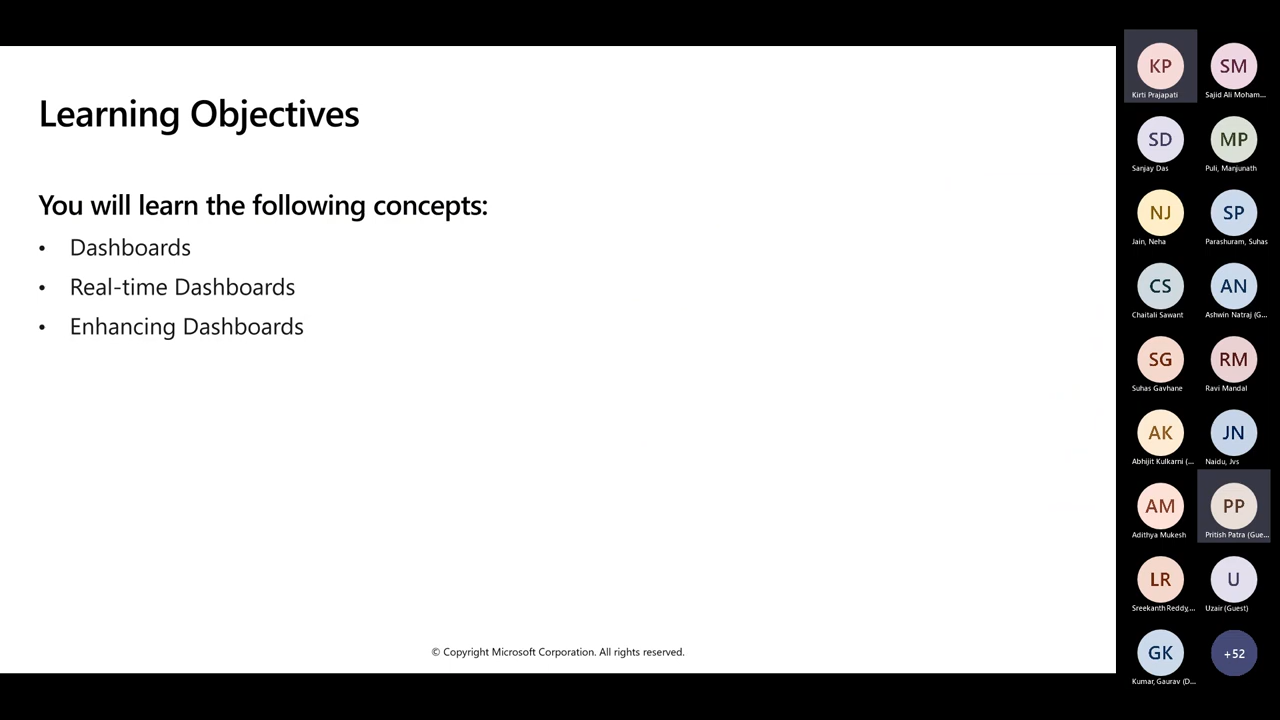 Learning Objectives
You will learn the following concepts:
• Dashboards
• Real-time Dashboards
• Enhancing Dashboards
© Copyright Microsoft Corporation. All rights reserved.
KP
Kirti Prajapati
SM
Sajid Ali Moham...
SD
Sanjay Das
MP
Puli, Manjunath
NJ
Jain, Neha
SP
Parashuram, Suhas
CS
Chaitali Sawant
AN
Ashwin Natraj (G...
SG
Suhas Gavhane
RM
Ravi Mandal
AK
Abhijit Kulkarni (...
JN
Naidu, Jvs
AM
Adithya Mukesh
PP
Pritish Patra (Gue...
LR
Sreekanth Reddy,...
U
Uzair (Guest)
GK
Kumar, Gaurav (D...
+52